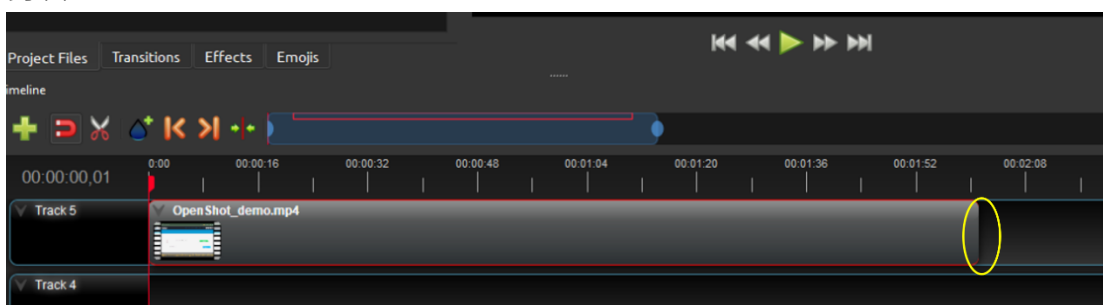 Project Files Transitions Effects Emojis
imeline
00:00:00,01 0:00 00:00:16 00:00:32 00:00:48 00:01:04 00:01:20 00:01:36 00:01:52 00:02:08
Track 5 OpenShot_demo.mp4
Track 4